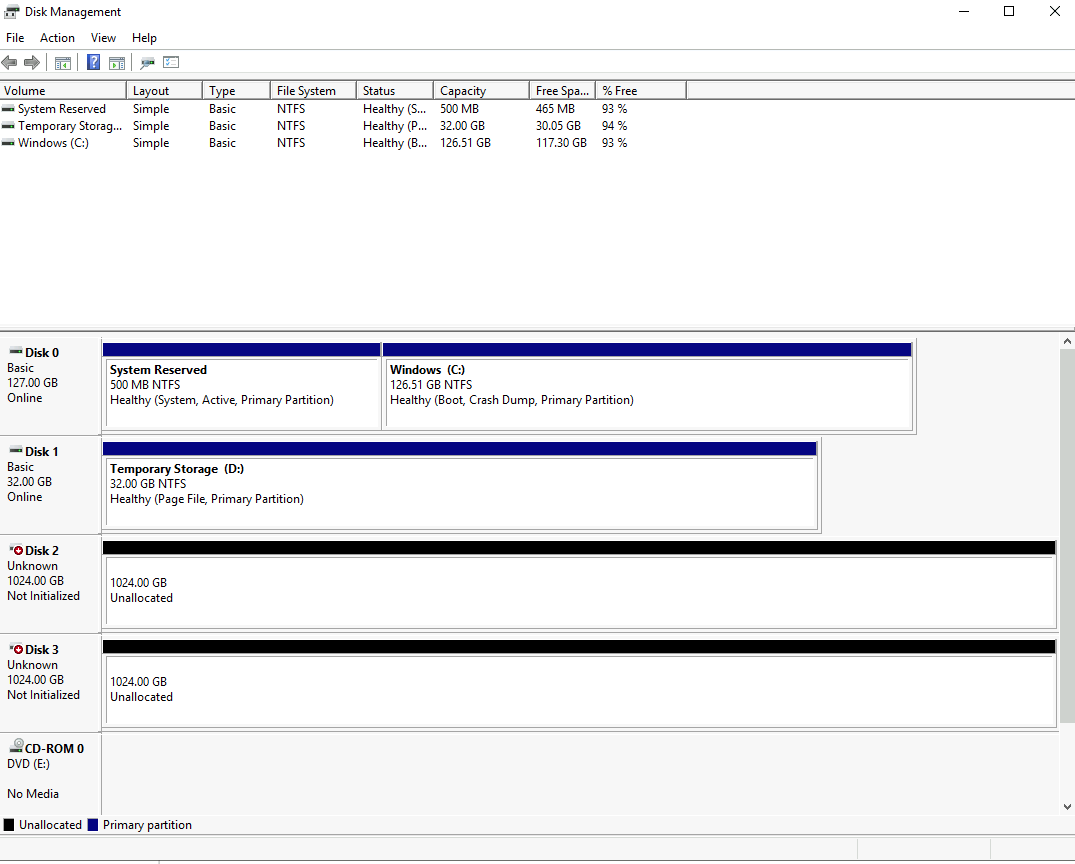 Disk Management
File Action View Help
Volume Layout Type File System Status Capacity Free Spa... % Free
System Reserved Simple Basic NTFS Healthy (S... 500 MB 465 MB 93 %
Temporary Storag... Simple Basic NTFS Healthy (P... 32.00 GB 30.05 GB 94 %
Windows (C:) Simple Basic NTFS Healthy (B... 126.51 GB 117.30 GB 93 %
Disk 0
Basic
127.00 GB
Online
System Reserved
500 MB NTFS
Healthy (System, Active, Primary Partition)
Windows (C:)
126.51 GB NTFS
Healthy (Boot, Crash Dump, Primary Partition)
Disk 1
Basic
32.00 GB
Online
Temporary Storage (D:)
32.00 GB NTFS
Healthy (Page File, Primary Partition)
Disk 2
Unknown
1024.00 GB
Not Initialized
1024.00 GB
Unallocated
Disk 3
Unknown
1024.00 GB
Not Initialized
1024.00 GB
Unallocated
CD-ROM 0
DVD (E:)
No Media
Unallocated Primary partition